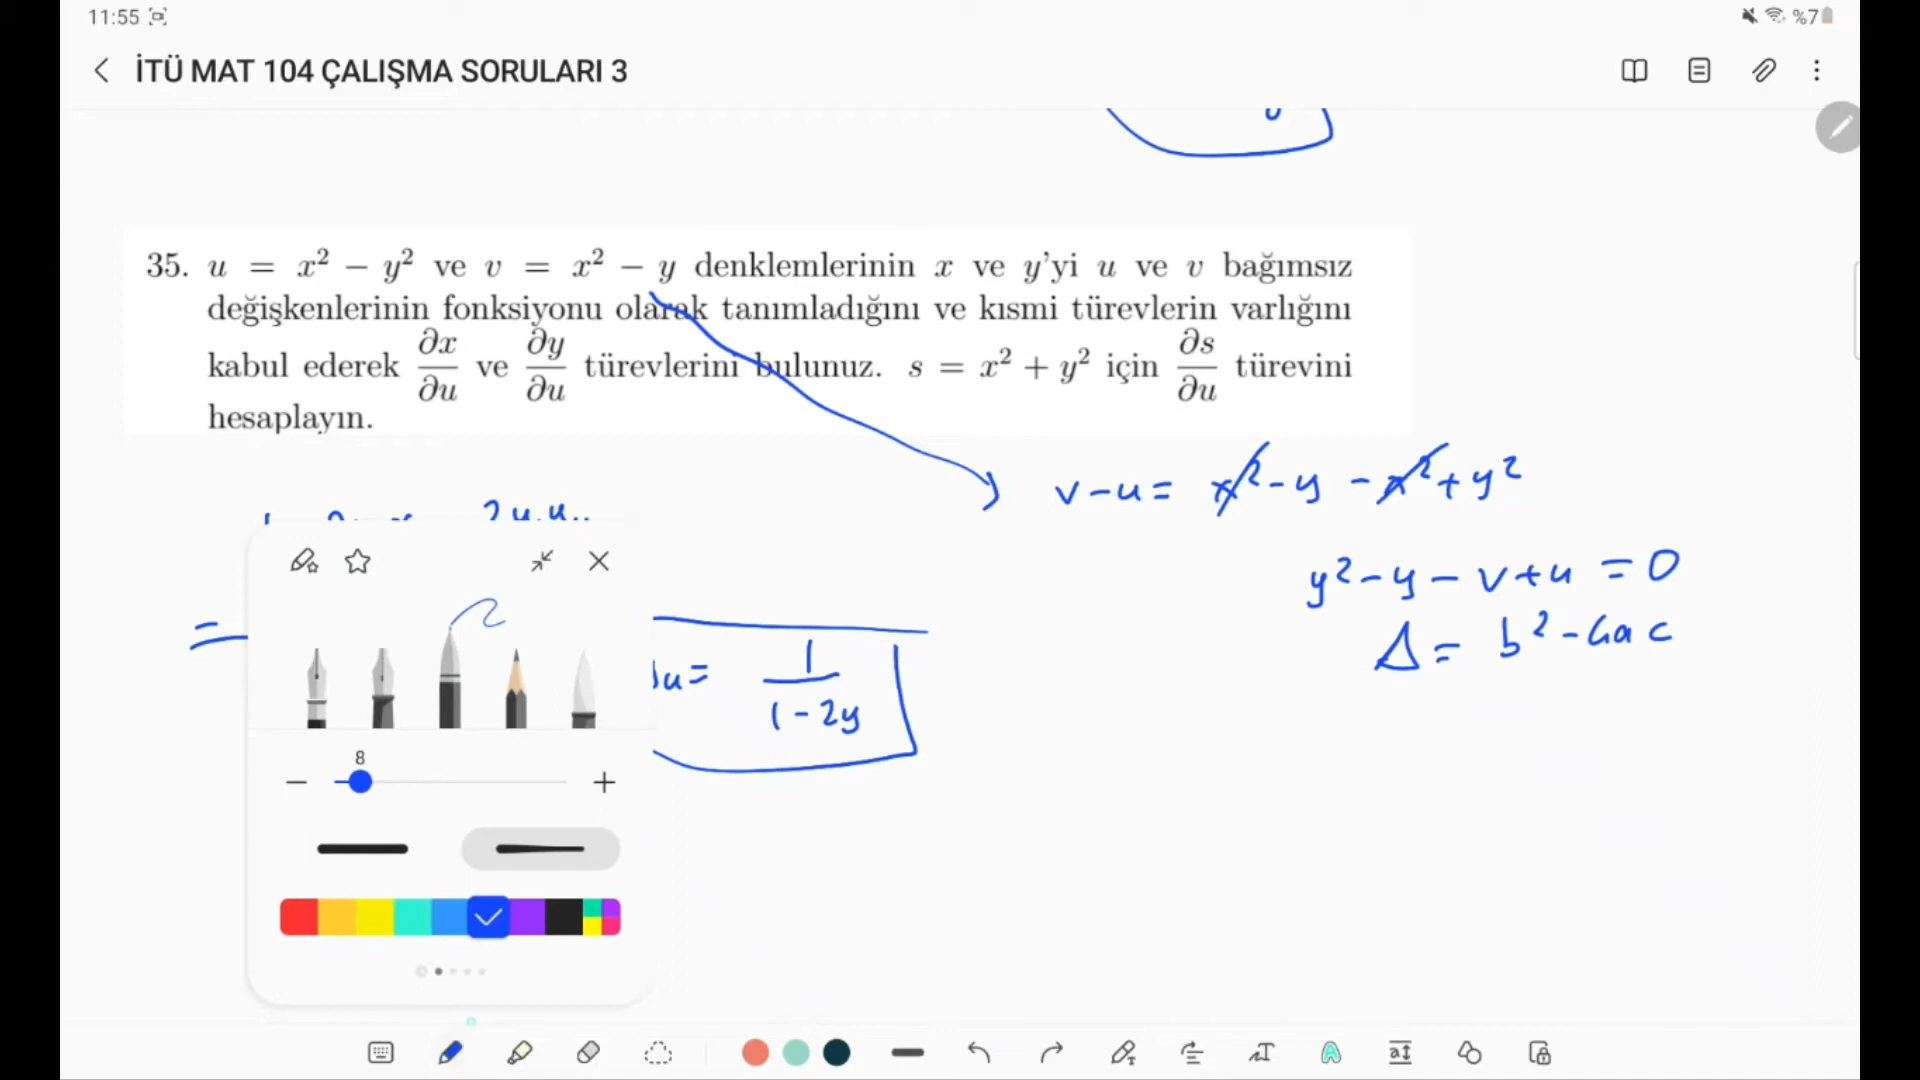 11:55
%7
İTÜ MAT 104 ÇALIŞMA SORULARI 3
35. u = x² − y² ve v = x² − y denklemlerinin x ve y'yi u ve v bağımsız
değişkenlerinin fonksiyonu olarak tanımladığını ve kısmi türevlerin varlığını
kabul ederek ∂x/∂u ve ∂y/∂u türevlerini bulunuz. s = x² + y² için ∂s/∂u türevini
hesaplayın.
v-u = x²-y -x²+y²
y²-y-v+u = 0
Δ = b²-4ac
u = 1/(1-2y)
8